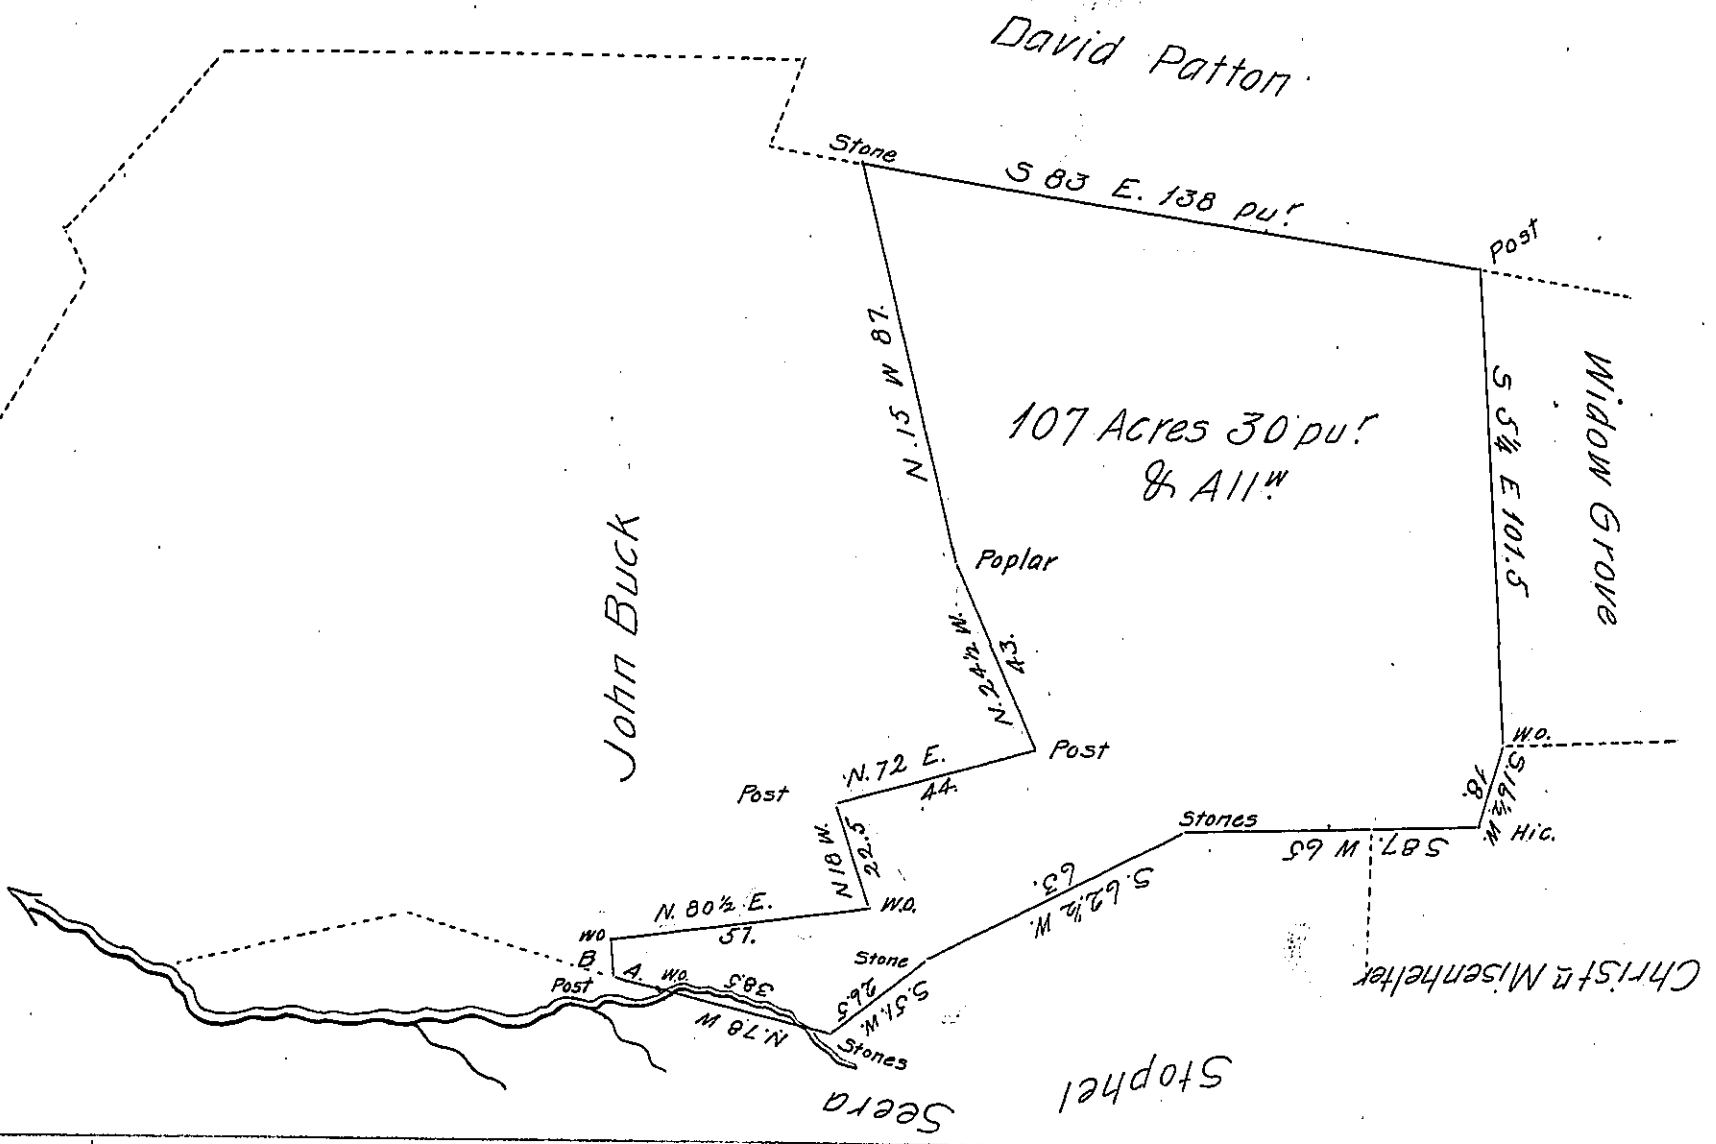 David Patton
Stone
S 83 E. 138 pu.r
Post
N. 15 W 87.
107 Acres 30 pu.r
& All.w
S 5¼ E 101.5
Widow Grove
John Buck
Poplar
N. 24½ W.
43.
Post
N. 72 E.
44.
Post
N 18 W.
22.5
W.O.
S. 16½ W.
18.
Hic.
Stones
S 87. W 65
S. 62½ W.
63.
W.O.
N. 80½ E.
57.
WO
B
A.
Post
W.O.
38.5
N. 78 W
Stone
S. 51. W.
26.5
Stones
Christn Misenhelter
Stophel
Seera